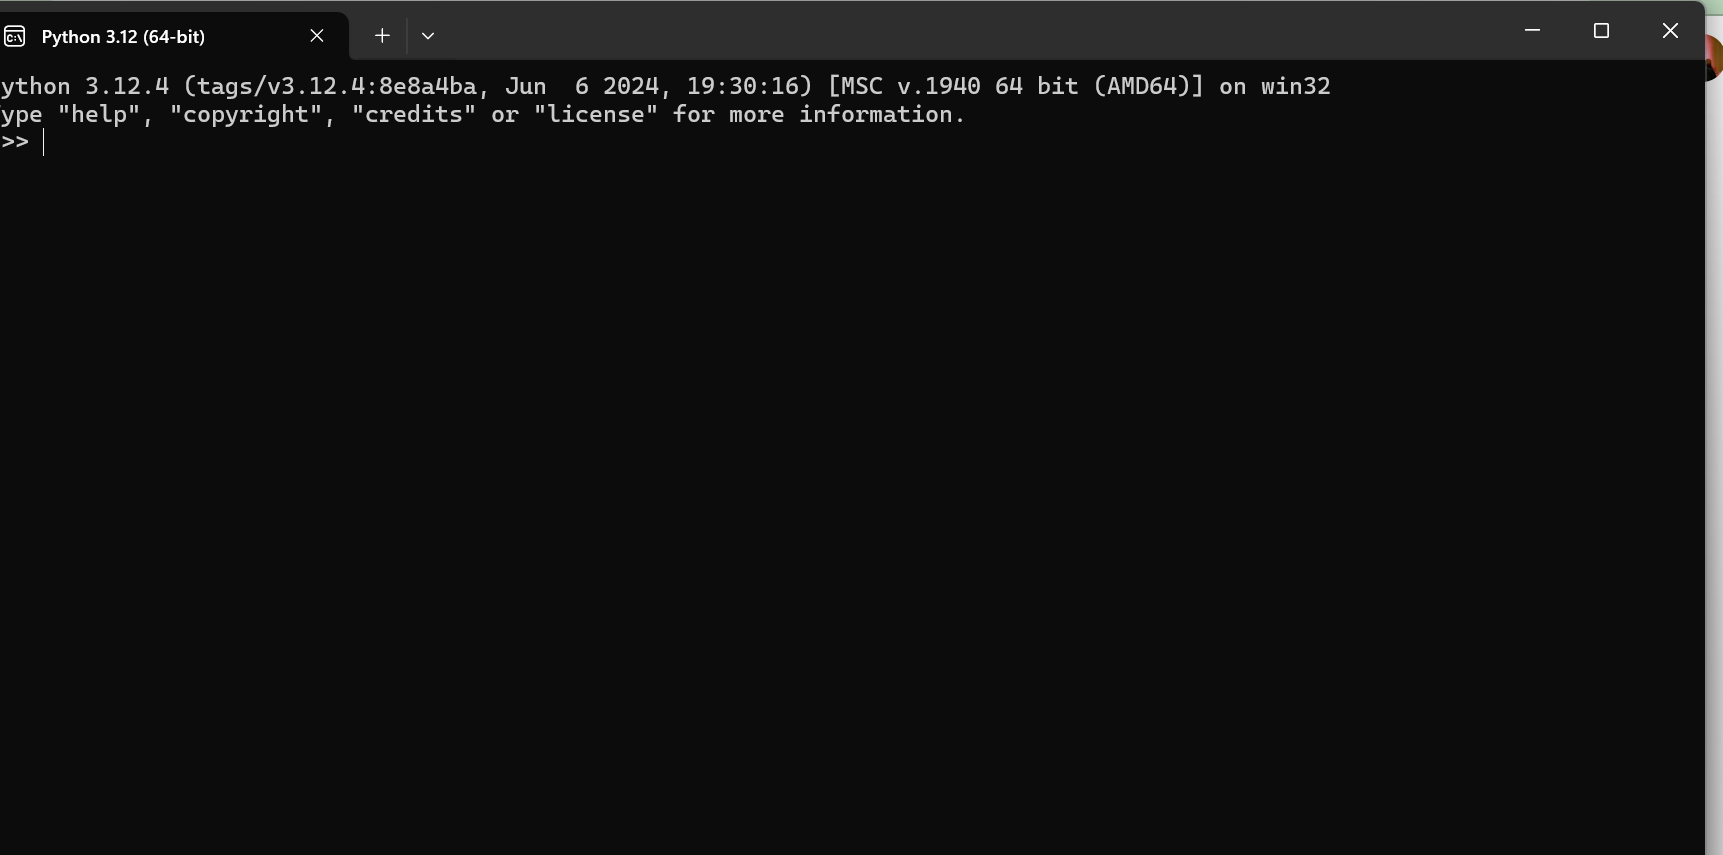 Python 3.12 (64-bit)
ython 3.12.4 (tags/v3.12.4:8e8a4ba, Jun  6 2024, 19:30:16) [MSC v.1940 64 bit (AMD64)] on win32
ype "help", "copyright", "credits" or "license" for more information.
>>